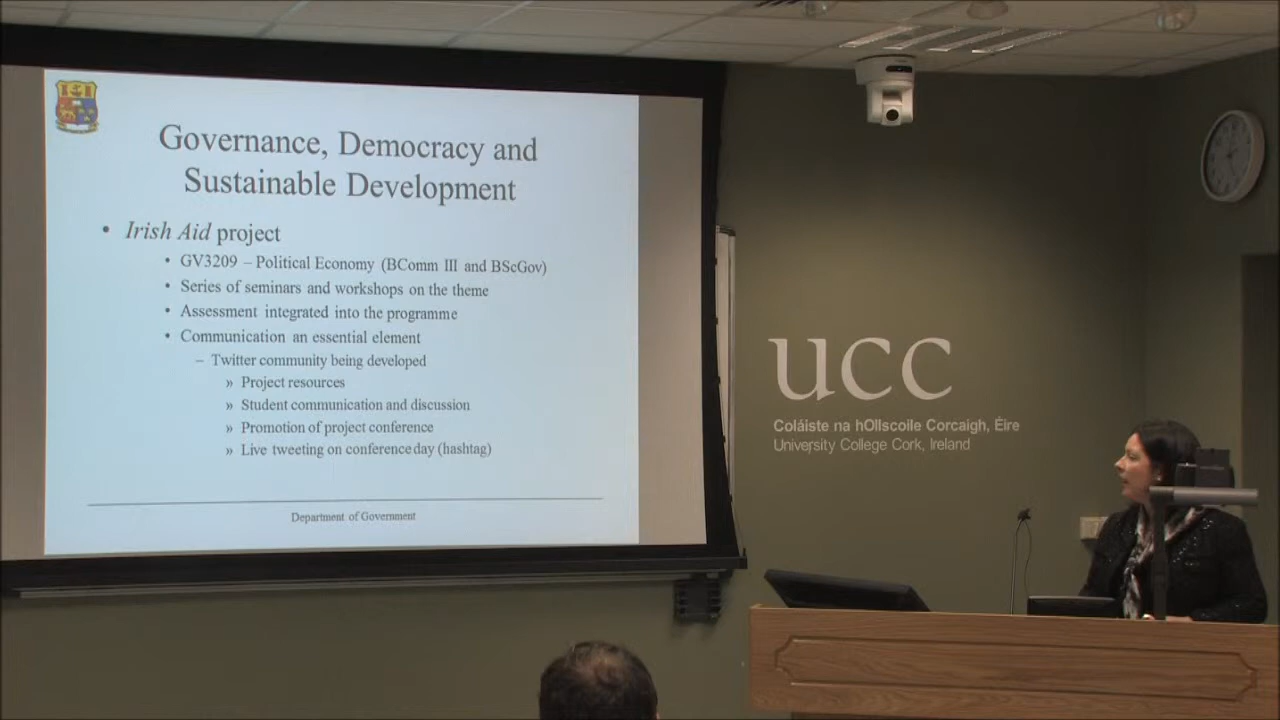 Governance, Democracy and
Sustainable Development
• Irish Aid project
• GV3209 – Political Economy (BComm III and BScGov)
• Series of seminars and workshops on the theme
• Assessment integrated into the programme
• Communication an essential element
– Twitter community being developed
» Project resources
» Student communication and discussion
» Promotion of project conference
» Live tweeting on conference day (hashtag)
Department of Government
UCC
Coláiste na hOllscoile Corcaigh, Éire
University College Cork, Ireland